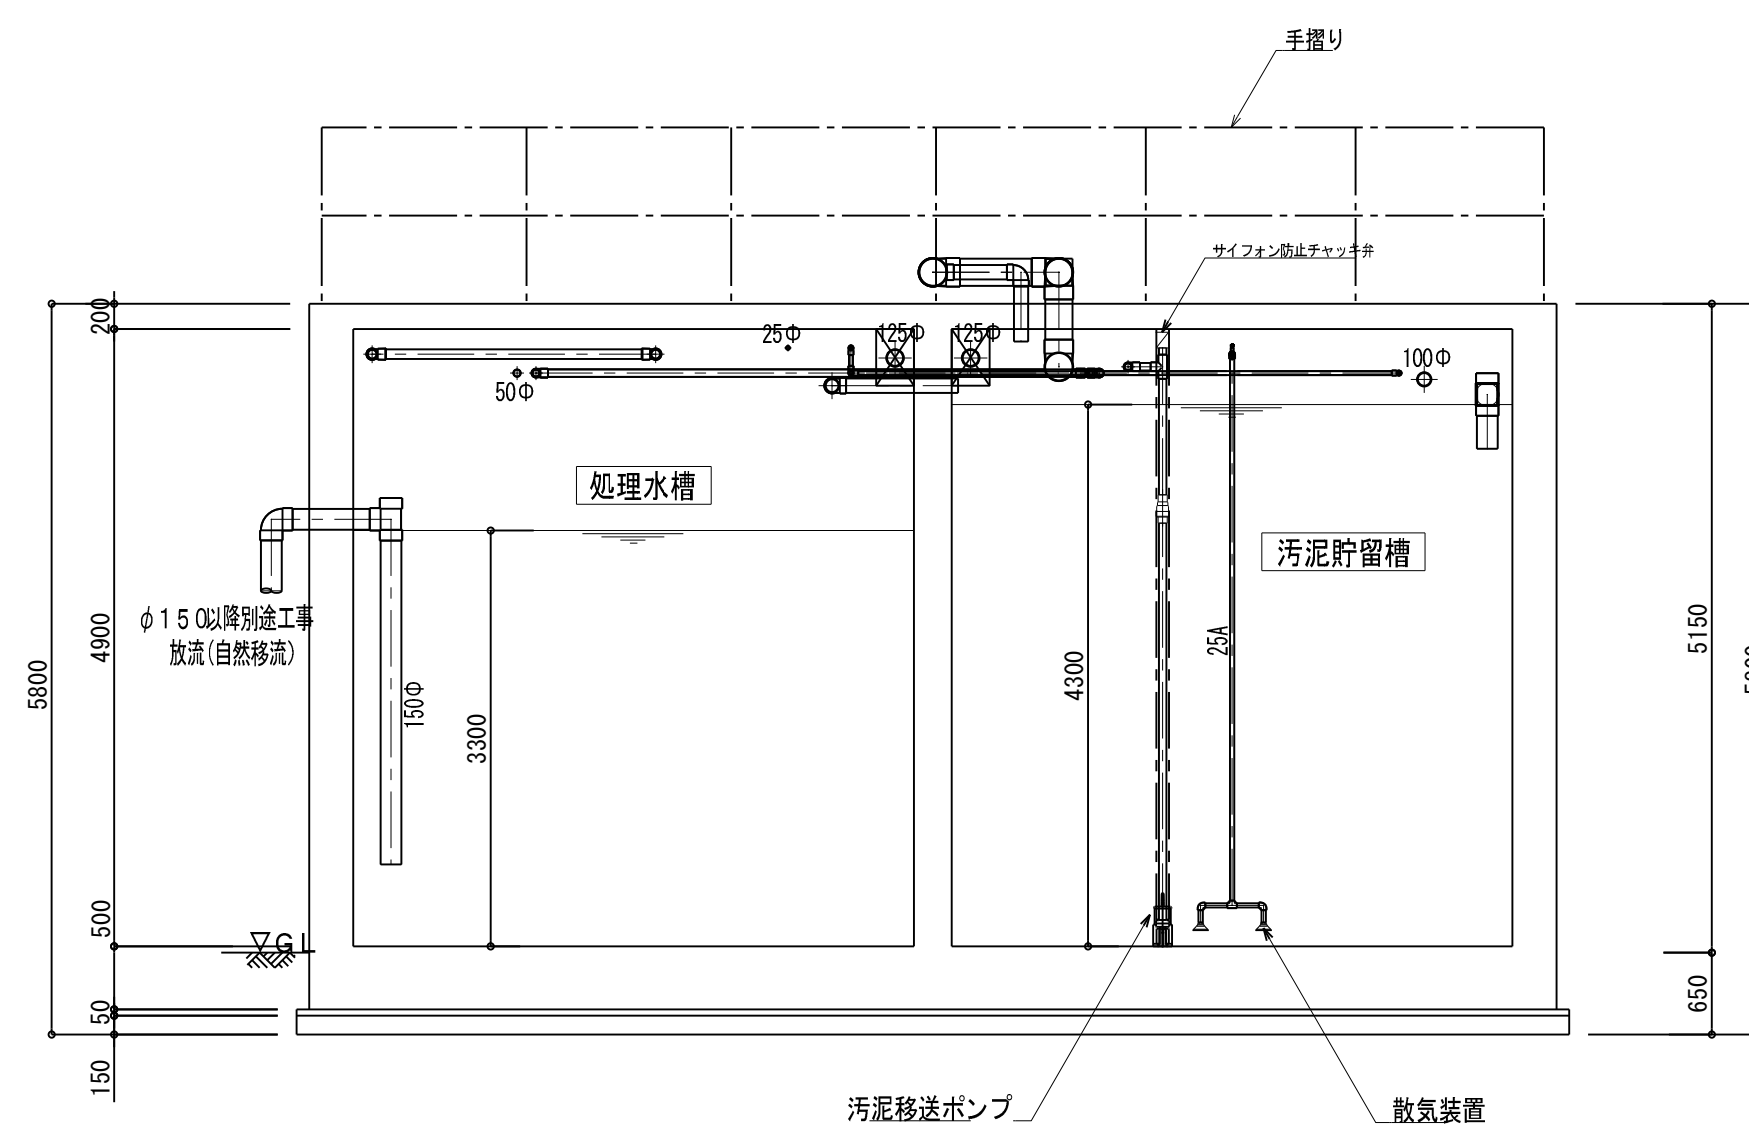 手摺り
サイフォン防止チャッキ弁
200
25Φ
125Φ
125Φ
100Φ
50Φ
処理水槽
汚泥貯留槽
φ150以降別途工事
放流(自然移流)
4900
5800
150Φ
3300
4300
25A
5150
500
▽GL
50
650
150
汚泥移送ポンプ
散気装置